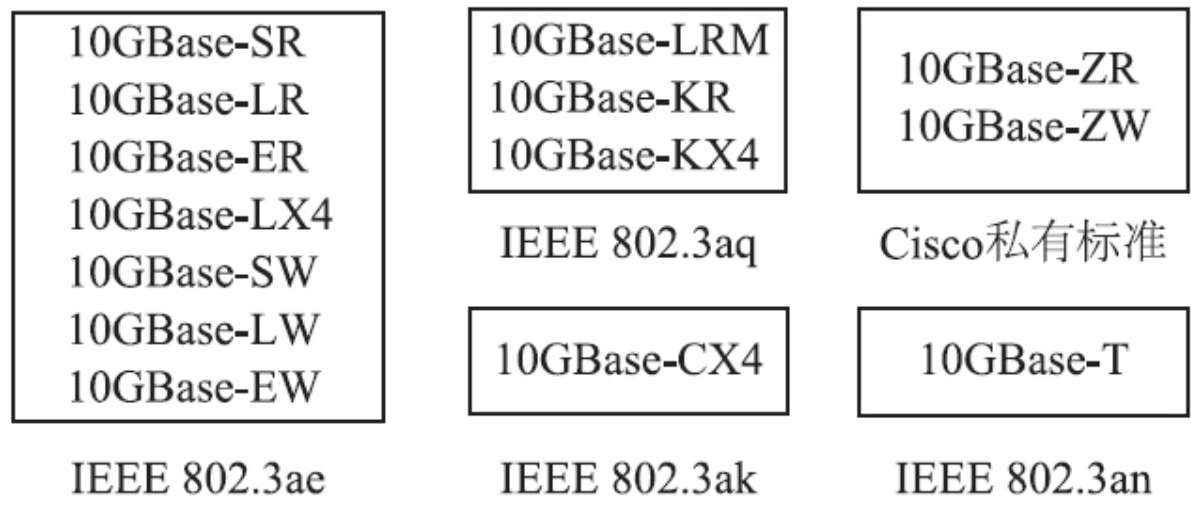 10GBase-SR
10GBase-LR
10GBase-ER
10GBase-LX4
10GBase-SW
10GBase-LW
10GBase-EW
IEEE 802.3ae
10GBase-LRM
10GBase-KR
10GBase-KX4
IEEE 802.3aq
10GBase-CX4
IEEE 802.3ak
10GBase-ZR
10GBase-ZW
Cisco私有标准
10GBase-T
IEEE 802.3an